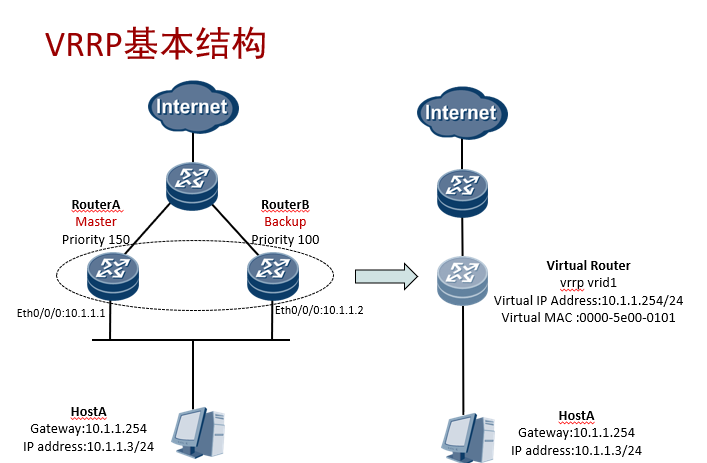 VRRP基本结构
Internet
RouterA
Master
Priority 150
RouterB
Backup
Priority 100
Eth0/0/0:10.1.1.1
Eth0/0/0:10.1.1.2
HostA
Gateway:10.1.1.254
IP address:10.1.1.3/24
Internet
Virtual Router
vrrp vrid1
Virtual IP Address:10.1.1.254/24
Virtual MAC :0000-5e00-0101
HostA
Gateway:10.1.1.254
IP address:10.1.1.3/24